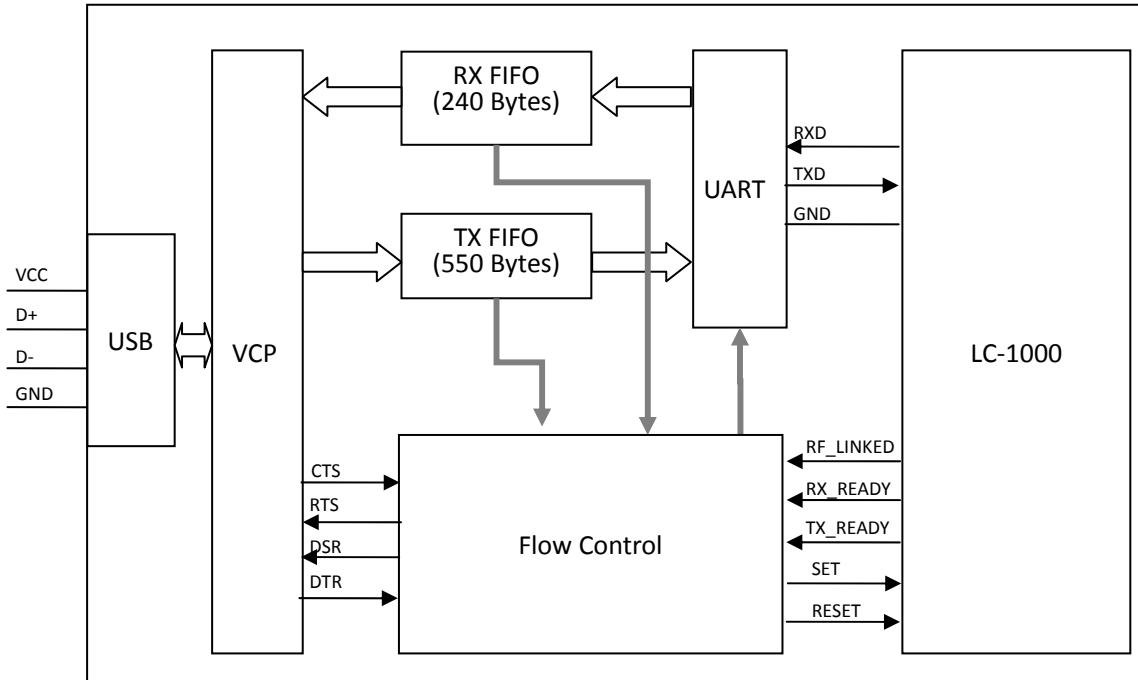 RX FIFO
(240 Bytes)
RXD
TXD
UART
GND
TX FIFO
(550 Bytes)
VCC
D+
D-
GND
USB
VCP
LC-1000
CTS
RTS
DSR
DTR
Flow Control
RF_LINKED
RX_READY
TX_READY
SET
RESET